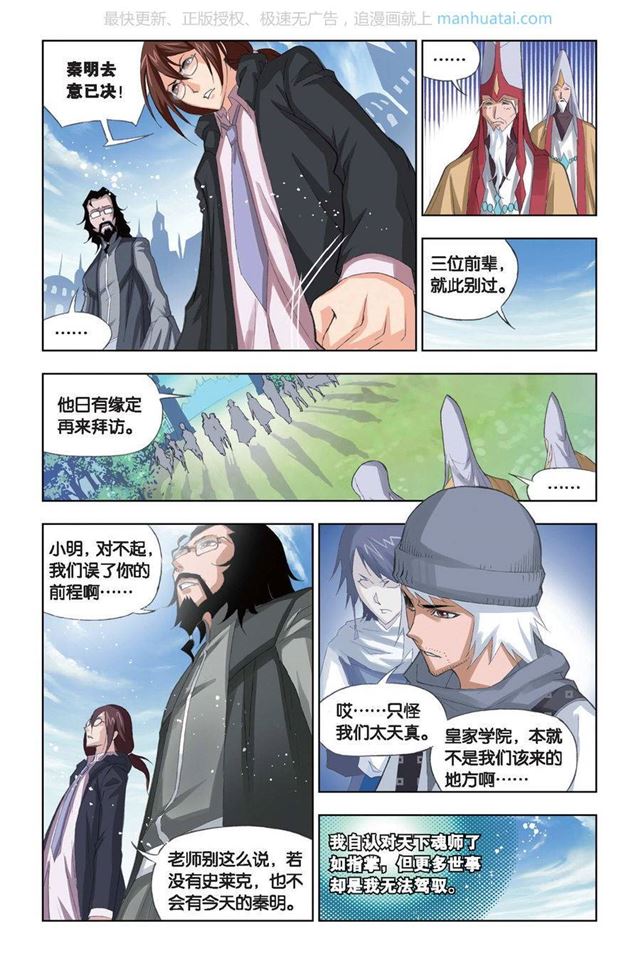 最快更新、正版授权、极速无广告，追漫画就上 manhuatai.com
秦明去
意已决！
……
……
三位前辈，
就此别过。
他日有缘定
再来拜访。
……
小明，对不起，
我们误了你的
前程啊……
老师别这么说，若
没有史莱克，也不
会有今天的秦明。
哎……只怪
我们太天真。
皇家学院，本就
不是我们该来的
地方啊……
我自认对天下魂师了
如指掌，但更多世事
却是我无法驾驭。